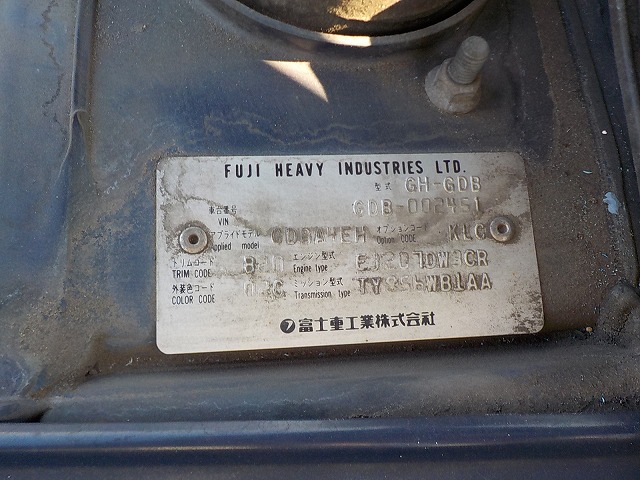 FUJI HEAVY INDUSTRIES LTD.
型式 GH-GDB
車台番号 GDB-002451
VIN
アプライドモデル GDBA4EH オプションコード KLC
Applied model Option CODE
トリムコード エンジン型式 EJ207DW3CR
TRIM CODE Engine type
外装色コード 02C ミッション型式
COLOR CODE Transmission type TY856WB1AA
富士重工業株式会社